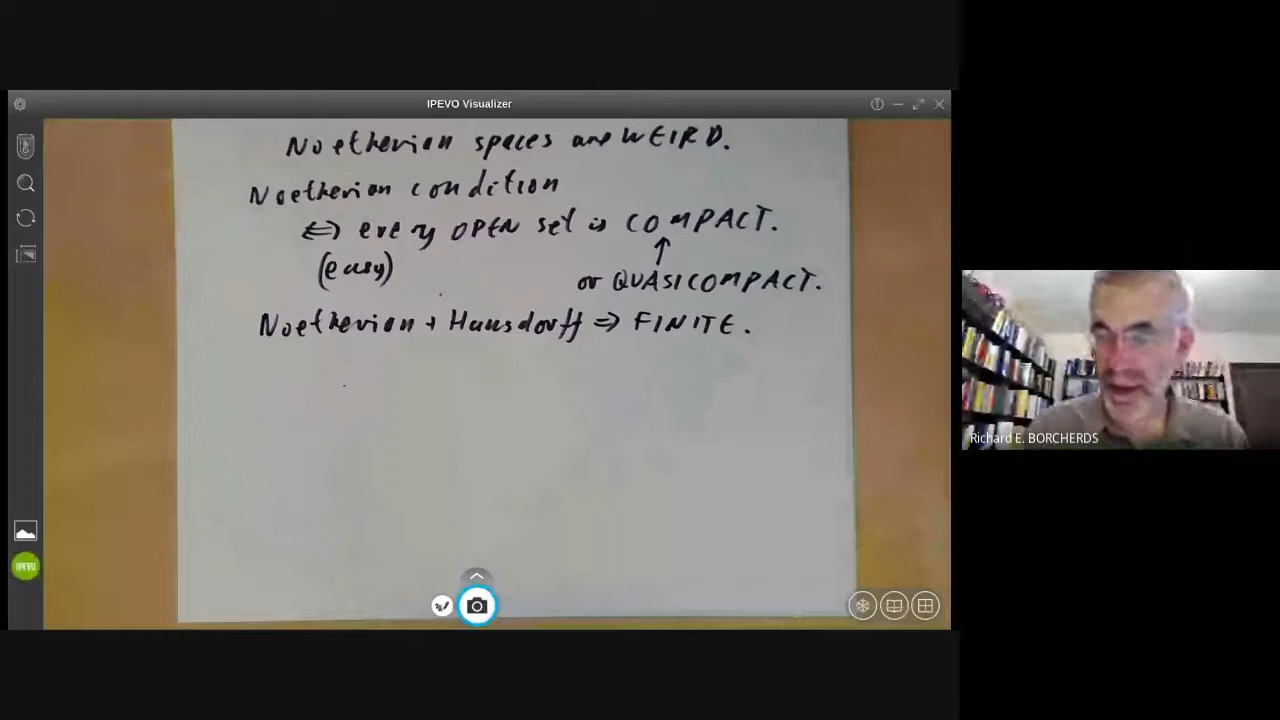 IPEVO Visualizer
Noetherian spaces are WEIRD.
Noetherian condition
⇔ every OPEN set is COMPACT.
(easy)
↑
or QUASICOMPACT.
Noetherian + Hausdorff ⇒ FINITE.
Richard E. BORCHERDS
IPEVO